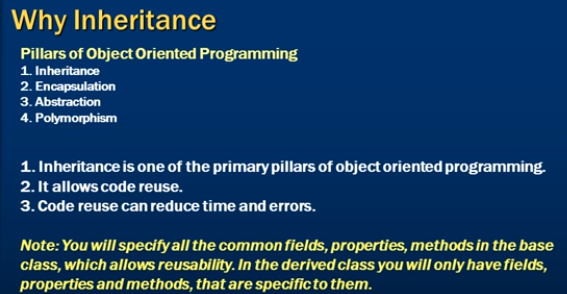 Why Inheritance
Pillars of Object Oriented Programming
1. Inheritance
2. Encapsulation
3. Abstraction
4. Polymorphism
1. Inheritance is one of the primary pillars of object oriented programming.
2. It allows code reuse.
3. Code reuse can reduce time and errors.
Note: You will specify all the common fields, properties, methods in the base
class, which allows reusability. In the derived class you will only have fields,
properties and methods, that are specific to them.